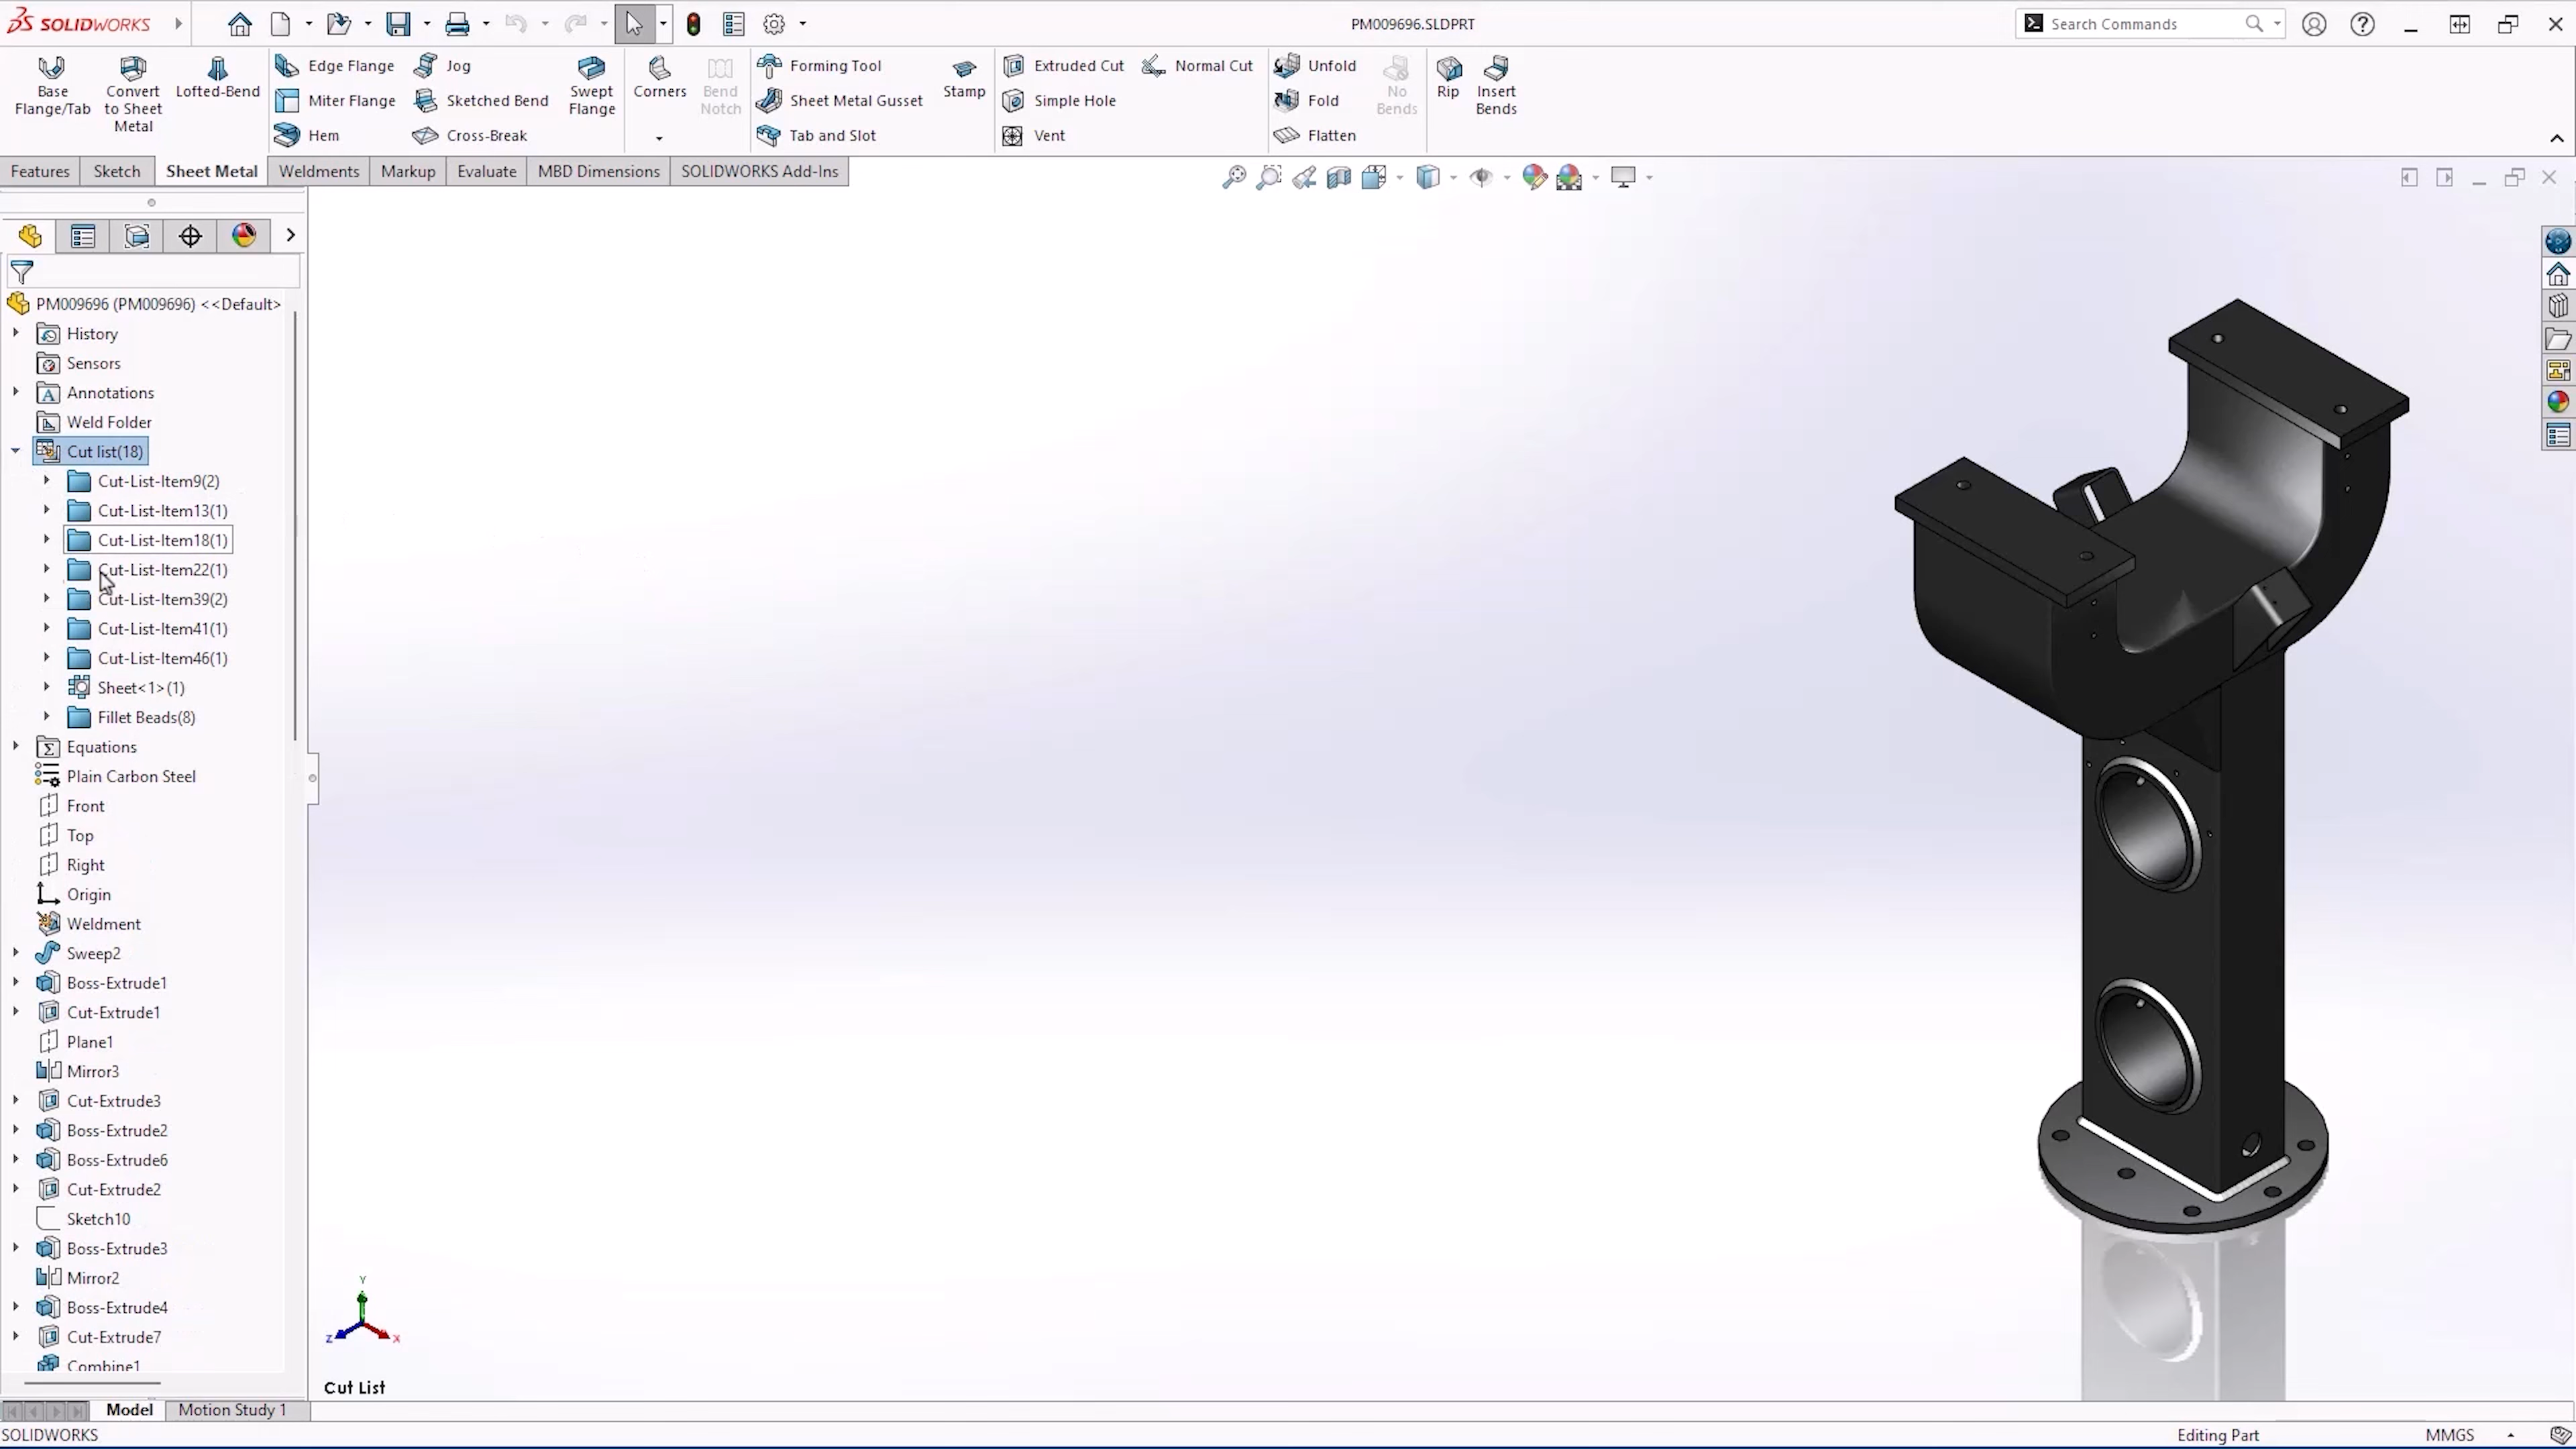 SOLIDWORKS
PM009696.SLDPRT
Search Commands
Base Flange/Tab
Convert to Sheet Metal
Lofted-Bend
Edge Flange
Miter Flange
Hem
Jog
Sketched Bend
Cross-Break
Swept Flange
Corners
Bend Notch
Forming Tool
Sheet Metal Gusset
Tab and Slot
Stamp
Extruded Cut
Simple Hole
Vent
Normal Cut
Unfold
Fold
Flatten
No Bends
Rip
Insert Bends
Features Sketch Sheet Metal Weldments Markup Evaluate MBD Dimensions SOLIDWORKS Add-Ins
PM009696 (PM009696) <<Default>
History
Sensors
Annotations
Weld Folder
Cut list(18)
Cut-List-Item9(2)
Cut-List-Item13(1)
Cut-List-Item18(1)
Cut-List-Item22(1)
Cut-List-Item39(2)
Cut-List-Item41(1)
Cut-List-Item46(1)
Sheet<1>(1)
Fillet Beads(8)
Equations
Plain Carbon Steel
Front
Top
Right
Origin
Weldment
Sweep2
Boss-Extrude1
Cut-Extrude1
Plane1
Mirror3
Cut-Extrude3
Boss-Extrude2
Boss-Extrude6
Cut-Extrude2
Sketch10
Boss-Extrude3
Mirror2
Boss-Extrude4
Cut-Extrude7
Combine1
Y
Z X
Cut List
Model Motion Study 1
SOLIDWORKS Editing Part MMGS